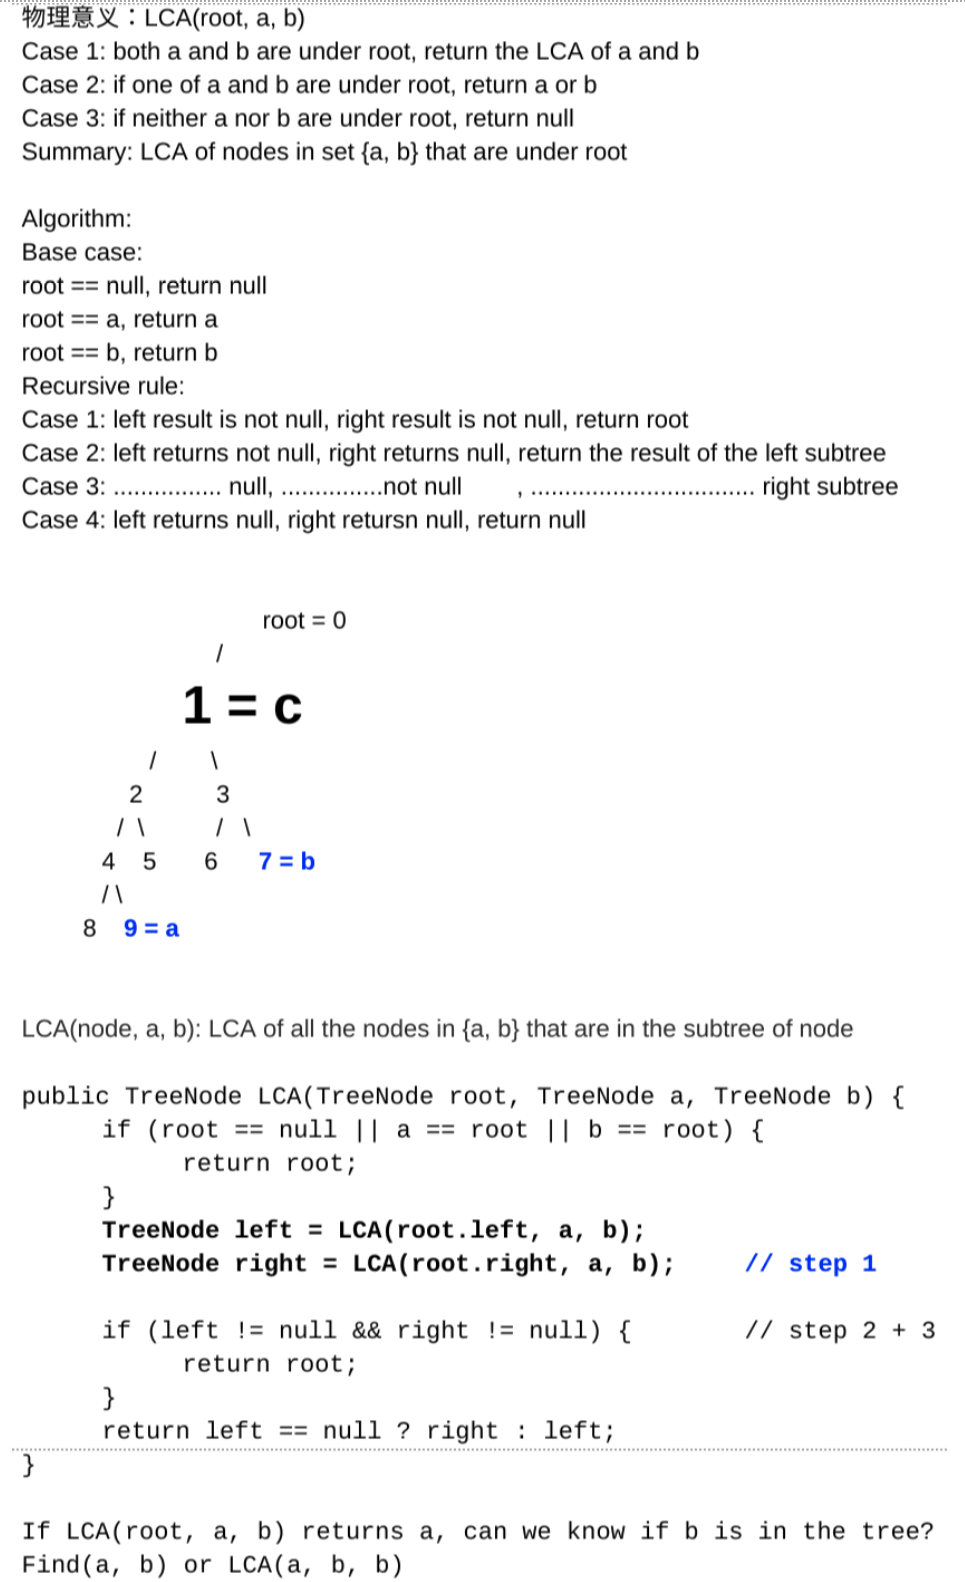 物理意义：LCA(root, a, b)
Case 1: both a and b are under root, return the LCA of a and b
Case 2: if one of a and b are under root, return a or b
Case 3: if neither a nor b are under root, return null
Summary: LCA of nodes in set {a, b} that are under root
Algorithm:
Base case:
root == null, return null
root == a, return a
root == b, return b
Recursive rule:
Case 1: left result is not null, right result is not null, return root
Case 2: left returns not null, right returns null, return the result of the left subtree
Case 3: ................ null, ...............not null , ................................. right subtree
Case 4: left returns null, right retursn null, return null
root = 0
/
1 = c
/ \
2 3
/ \ / \
4 5 6 7 = b
/ \
8 9 = a
LCA(node, a, b): LCA of all the nodes in {a, b} that are in the subtree of node
public TreeNode LCA(TreeNode root, TreeNode a, TreeNode b) {
if (root == null || a == root || b == root) {
return root;
}
TreeNode left = LCA(root.left, a, b);
TreeNode right = LCA(root.right, a, b); // step 1
if (left != null && right != null) { // step 2 + 3
return root;
}
return left == null ? right : left;
}
If LCA(root, a, b) returns a, can we know if b is in the tree?
Find(a, b) or LCA(a, b, b)